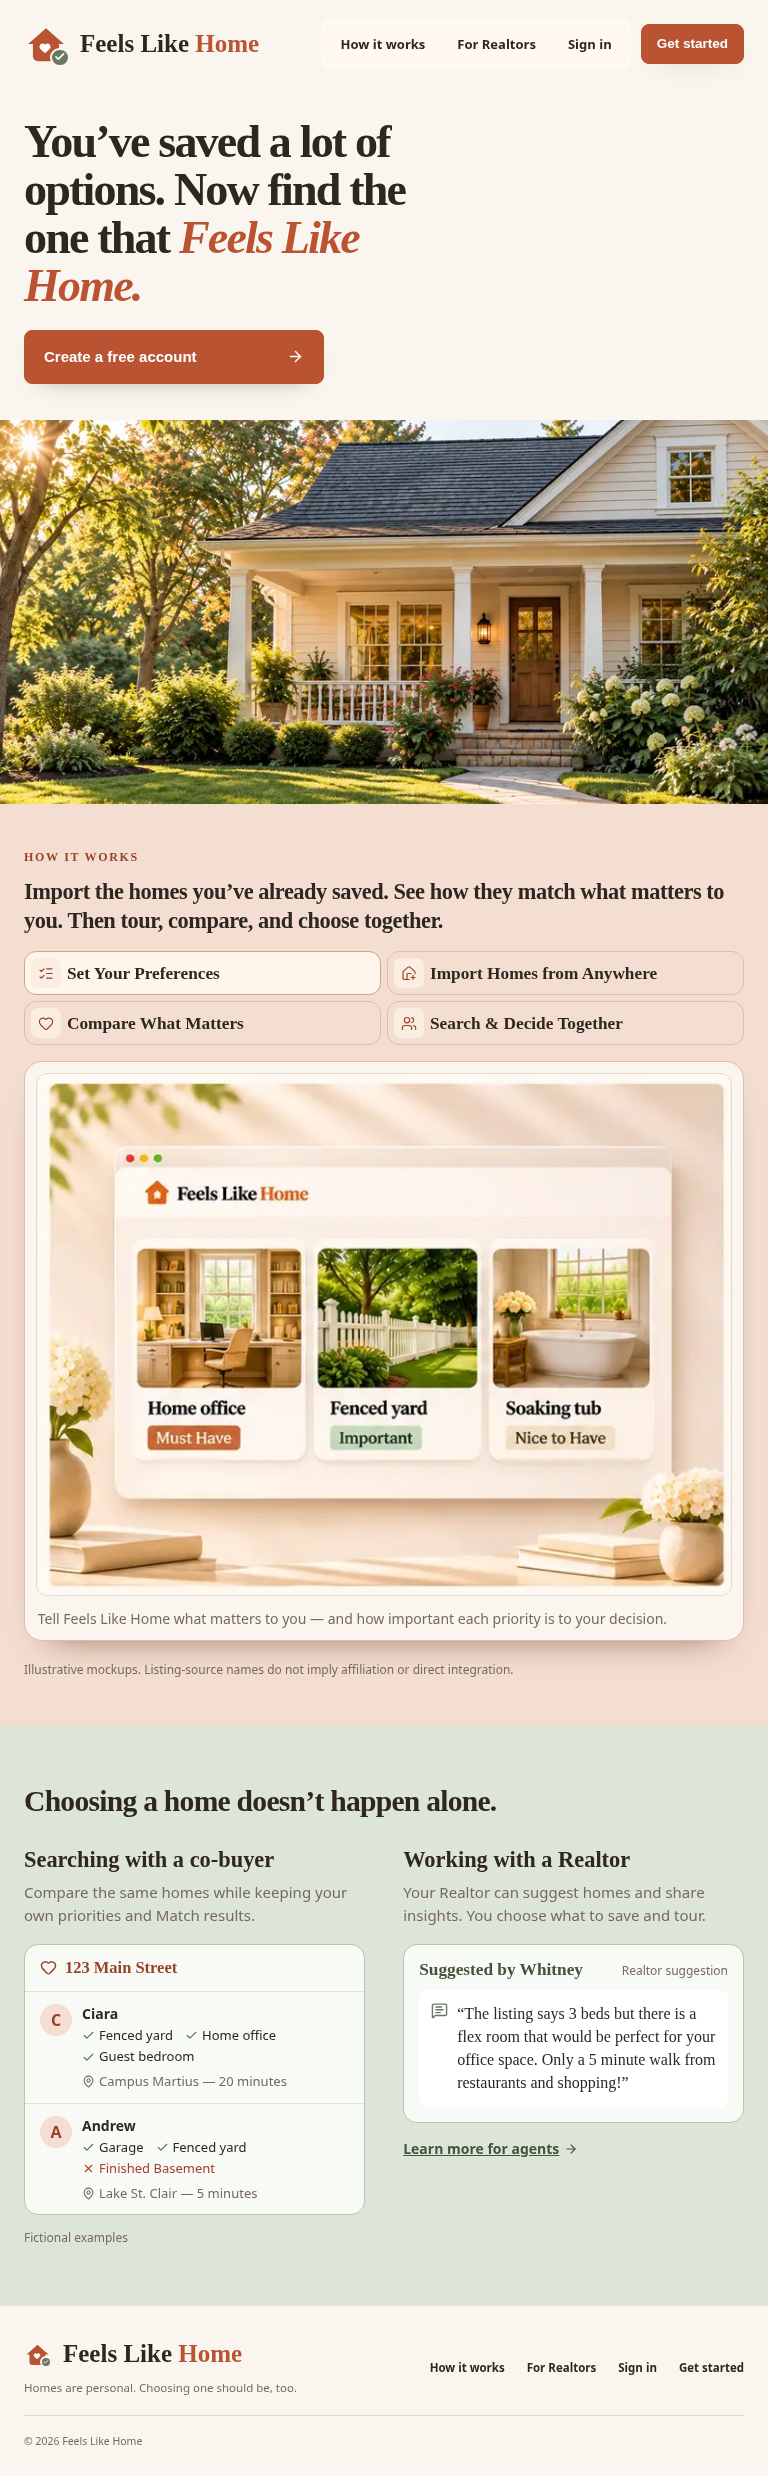 Feels Like Home
How it works
For Realtors
Sign in
Get started
You’ve saved a lot of
options. Now find the
one that Feels Like
Home.
Create a free account
HOW IT WORKS
Import the homes you’ve already saved. See how they match what matters to
you. Then tour, compare, and choose together.
Set Your Preferences
Import Homes from Anywhere
Compare What Matters
Search & Decide Together
Feels Like Home
Home office
Must Have
Fenced yard
Important
Soaking tub
Nice to Have
Tell Feels Like Home what matters to you — and how important each priority is to your decision.
Illustrative mockups. Listing-source names do not imply affiliation or direct integration.
Choosing a home doesn’t happen alone.
Searching with a co-buyer
Compare the same homes while keeping your
own priorities and Match results.
123 Main Street
C
Ciara
Fenced yard
Home office
Guest bedroom
Campus Martius — 20 minutes
A
Andrew
Garage
Fenced yard
Finished Basement
Lake St. Clair — 5 minutes
Fictional examples
Working with a Realtor
Your Realtor can suggest homes and share
insights. You choose what to save and tour.
Suggested by Whitney
Realtor suggestion
“The listing says 3 beds but there is a
flex room that would be perfect for your
office space. Only a 5 minute walk from
restaurants and shopping!”
Learn more for agents
Feels Like Home
Homes are personal. Choosing one should be, too.
How it works
For Realtors
Sign in
Get started
© 2026 Feels Like Home